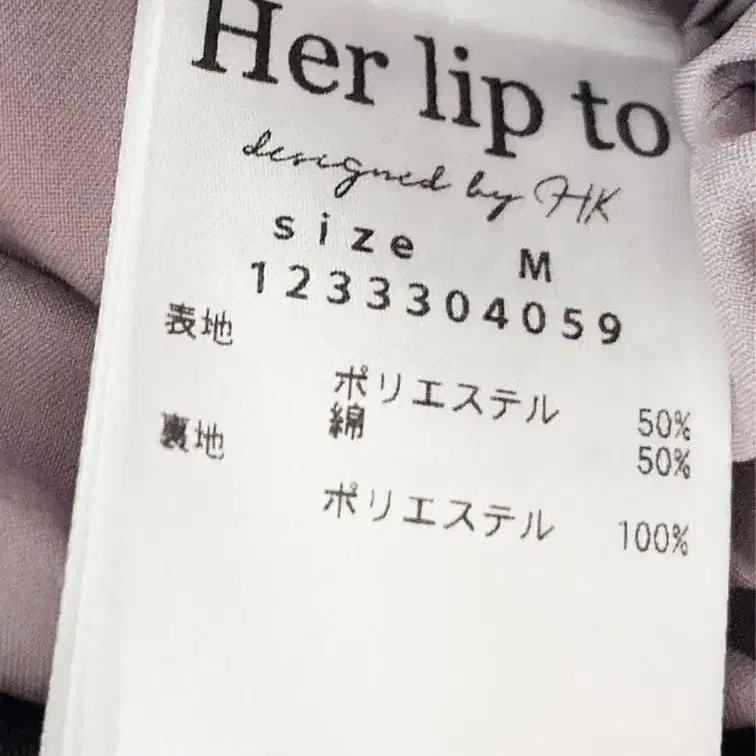 Her lip to
designed by HK
size M
1233304059
表地
ポリエステル 50%
綿 50%
裏地
ポリエステル 100%